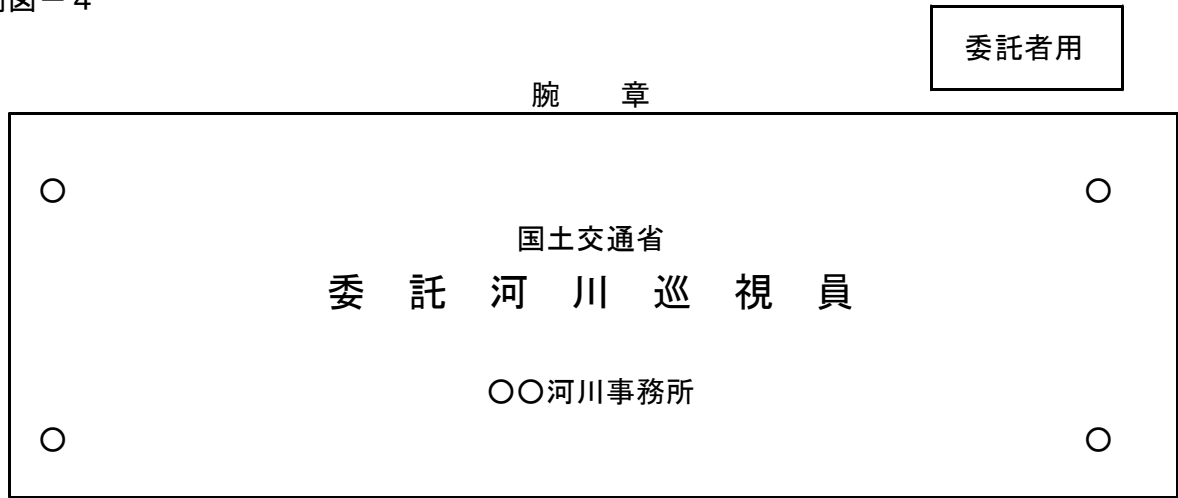 図－４
委託者用
腕　章
○　○
国土交通省
委 託 河 川 巡 視 員
○○河川事務所
○　○